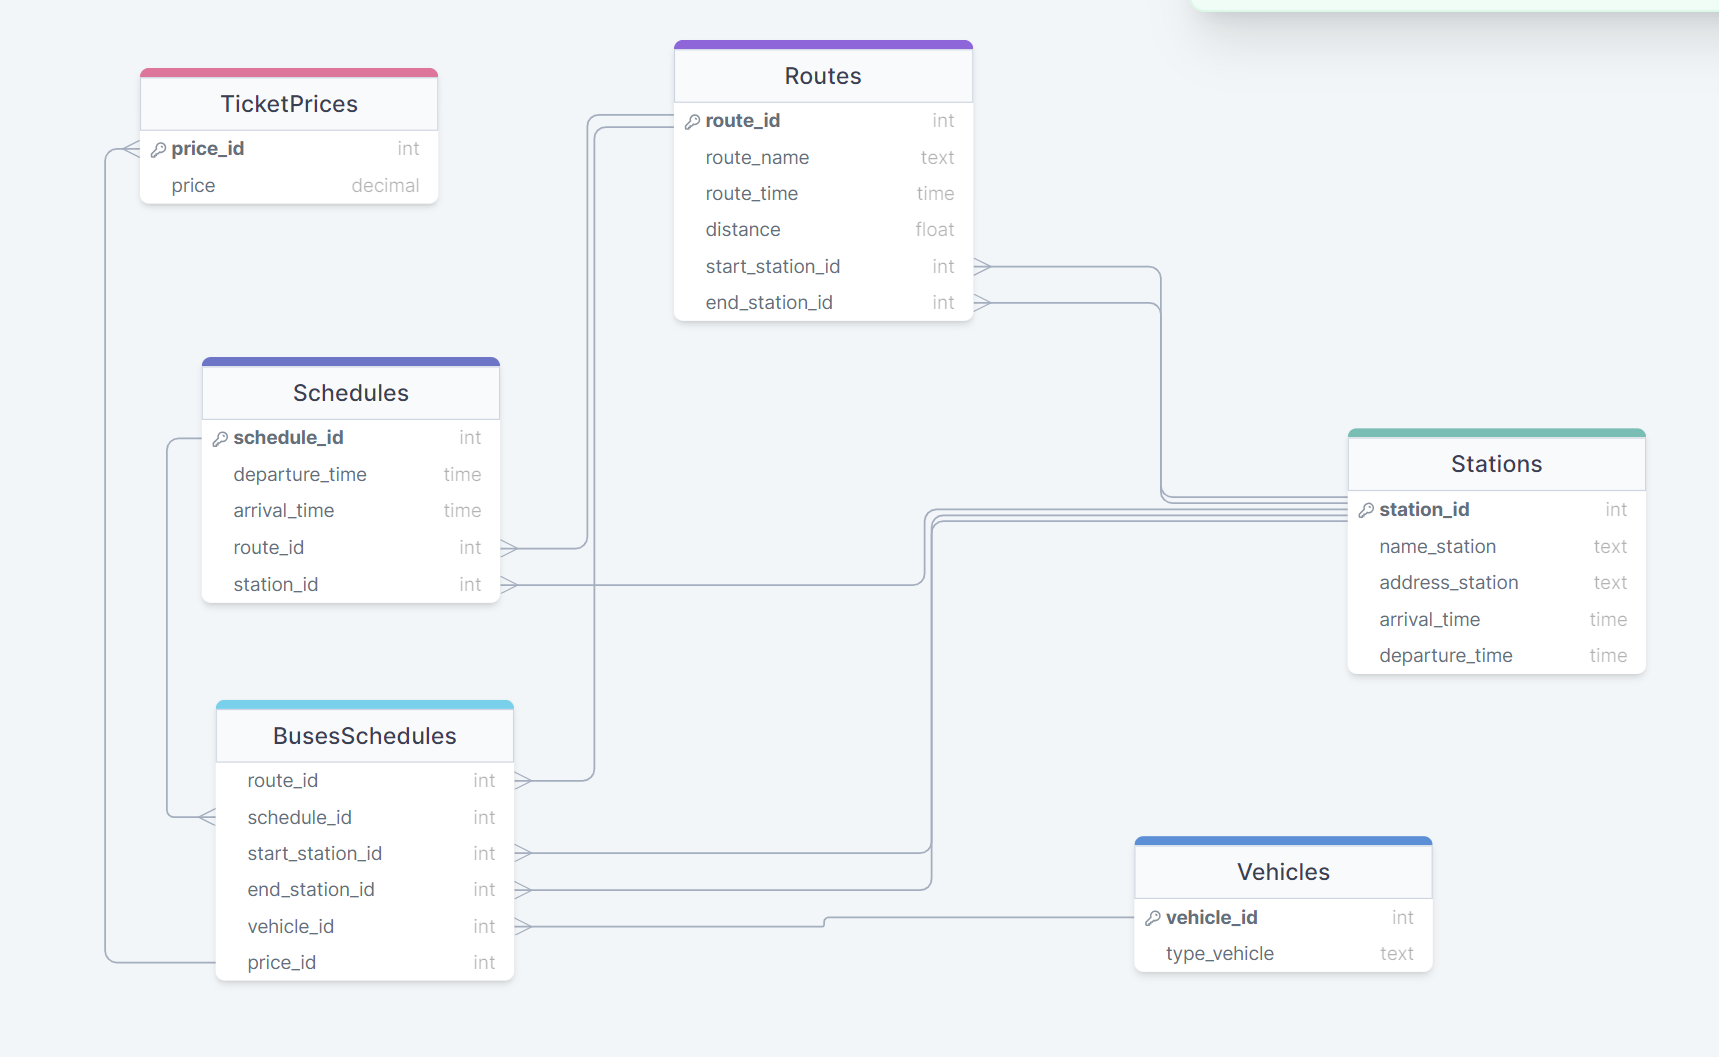 TicketPrices
price_id int
price decimal
Routes
route_id int
route_name text
route_time time
distance float
start_station_id int
end_station_id int
Schedules
schedule_id int
departure_time time
arrival_time time
route_id int
station_id int
Stations
station_id int
name_station text
address_station text
arrival_time time
departure_time time
BusesSchedules
route_id int
schedule_id int
start_station_id int
end_station_id int
vehicle_id int
price_id int
Vehicles
vehicle_id int
type_vehicle text